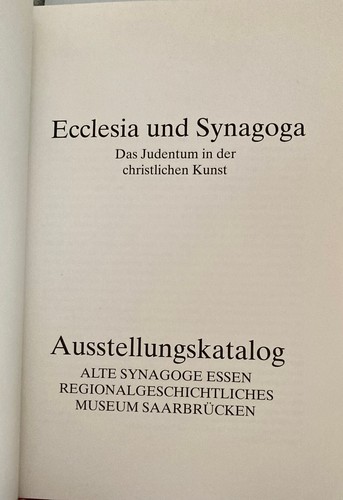 Ecclesia und Synagoga
Das Judentum in der
christlichen Kunst
Ausstellungskatalog
ALTE SYNAGOGE ESSEN
REGIONALGESCHICHTLICHES
MUSEUM SAARBRÜCKEN